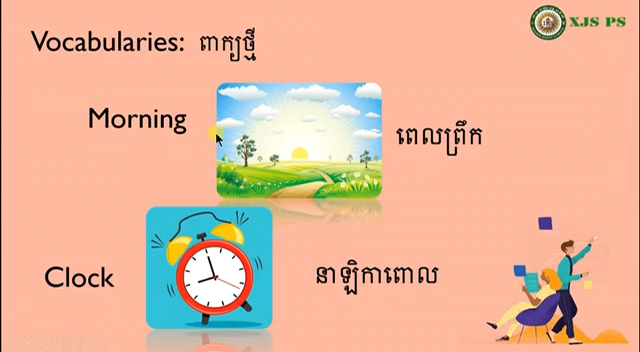 XJS PS
Vocabularies: ពាក្យថ្មី
Morning
ពេលព្រឹក
Clock
នាឡិកាពោល